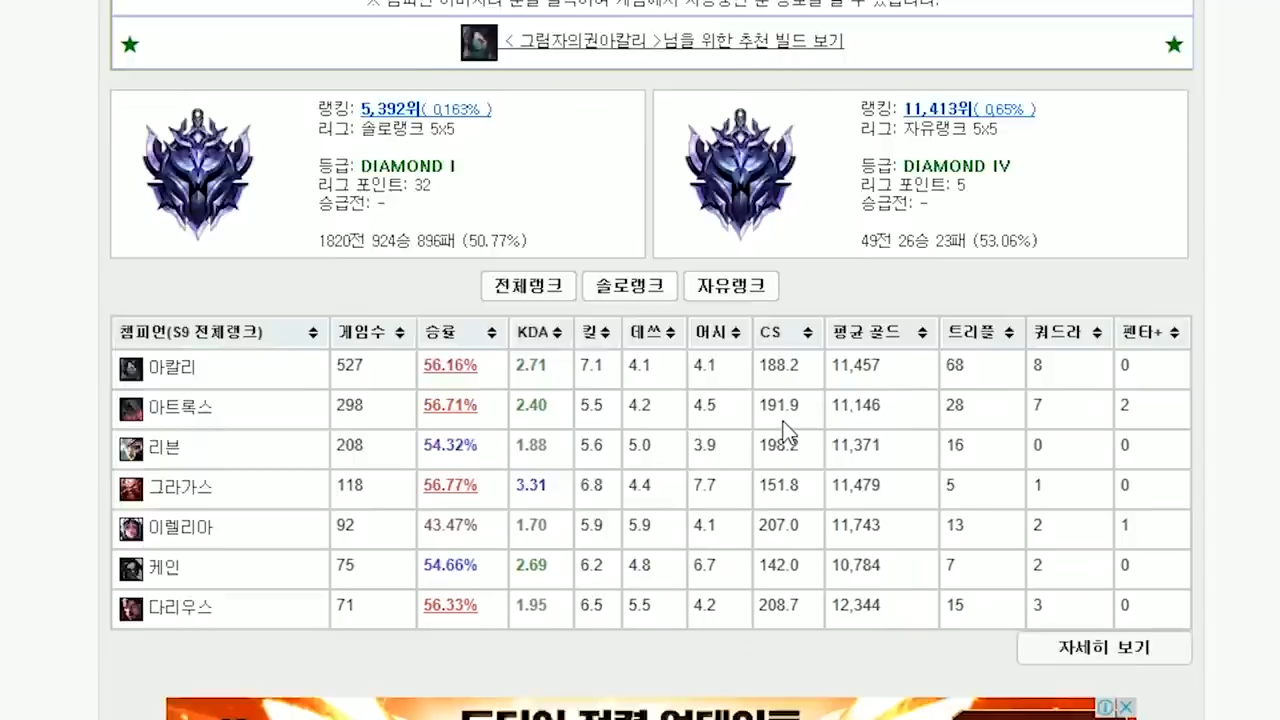 < 그림자의권아칼리 >님을 위한 추천 빌드 보기
랭킹: 5,392위( 0,163% )
리그: 솔로랭크 5x5
등급: DIAMOND I
리그 포인트: 32
승급전: -
1820전 924승 896패 (50.77%)
랭킹: 11,413위( 0,65% )
리그: 자유랭크 5x5
등급: DIAMOND IV
리그 포인트: 5
승급전: -
49전 26승 23패 (53.06%)
전체랭크 솔로랭크 자유랭크
챔피언(S9 전체랭크) 게임수 승률 KDA 킬 데쓰 어시 CS 평균 골드 트리플 쿼드라 펜타+
아칼리 527 56.16% 2.71 7.1 4.1 4.1 188.2 11,457 68 8 0
아트록스 298 56.71% 2.40 5.5 4.2 4.5 191.9 11,146 28 7 2
리븐 208 54.32% 1.88 5.6 5.0 3.9 198.2 11,371 16 0 0
그라가스 118 56.77% 3.31 6.8 4.4 7.7 151.8 11,479 5 1 0
이렐리아 92 43.47% 1.70 5.9 5.9 4.1 207.0 11,743 13 2 1
케인 75 54.66% 2.69 6.2 4.8 6.7 142.0 10,784 7 2 0
다리우스 71 56.33% 1.95 6.5 5.5 4.2 208.7 12,344 15 3 0
자세히 보기